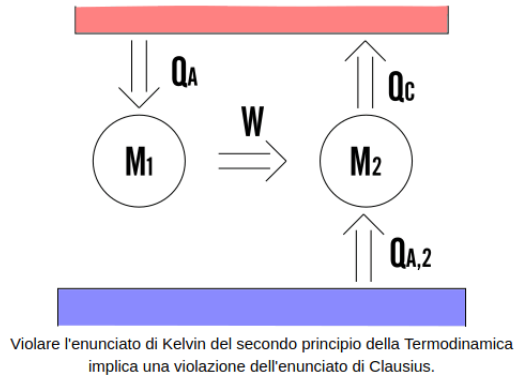 QA
QC
W
M1
M2
QA,2
Violare l'enunciato di Kelvin del secondo principio della Termodinamica
implica una violazione dell'enunciato di Clausius.